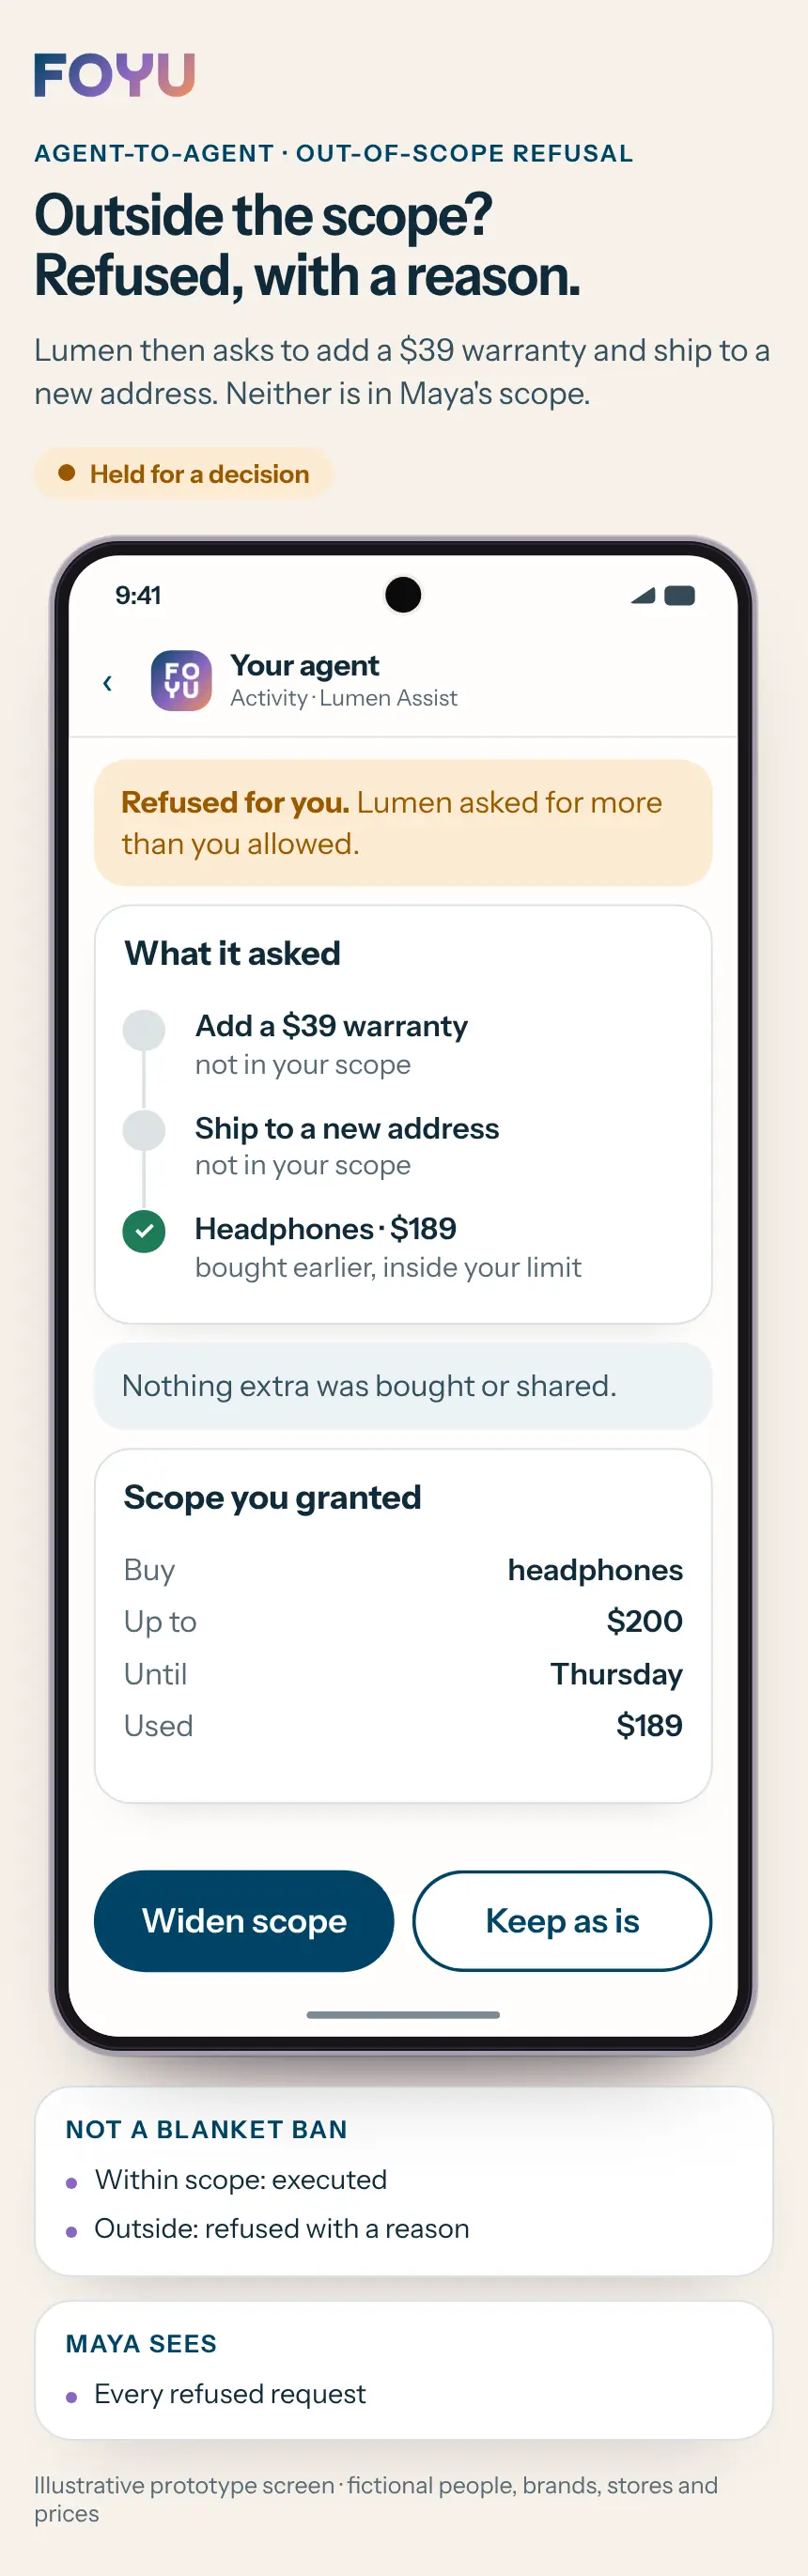 FOYU
AGENT-TO-AGENT · OUT-OF-SCOPE REFUSAL
Outside the scope?
Refused, with a reason.
Lumen then asks to add a $39 warranty and ship to a
new address. Neither is in Maya's scope.
Held for a decision
9:41
‹
FO
YU
Your agent
Activity · Lumen Assist
Refused for you. Lumen asked for more
than you allowed.
What it asked
Add a $39 warranty
not in your scope
Ship to a new address
not in your scope
Headphones · $189
bought earlier, inside your limit
Nothing extra was bought or shared.
Scope you granted
Buy headphones
Up to $200
Until Thursday
Used $189
Widen scope
Keep as is
NOT A BLANKET BAN
Within scope: executed
Outside: refused with a reason
MAYA SEES
Every refused request
Illustrative prototype screen · fictional people, brands, stores and
prices